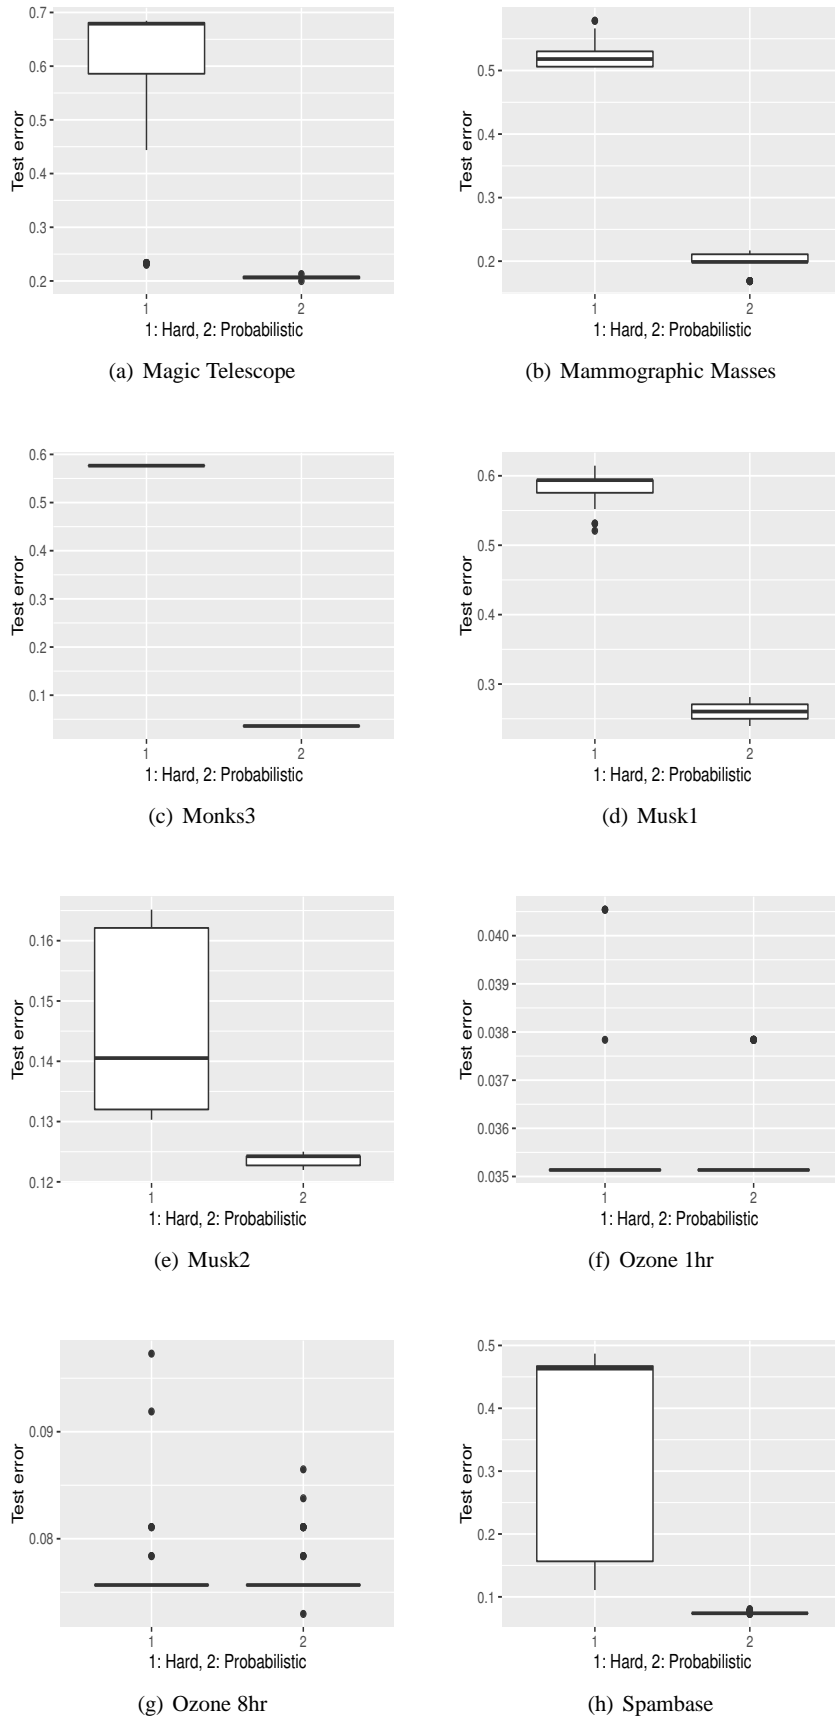 0.7
0.6
0.5
0.4
0.3
0.2
Test error
1
2
1: Hard, 2: Probabilistic
(a) Magic Telescope
0.5
0.4
0.3
0.2
Test error
1
2
1: Hard, 2: Probabilistic
(b) Mammographic Masses
0.6
0.5
0.4
0.3
0.2
0.1
Test error
1
2
1: Hard, 2: Probabilistic
(c) Monks3
0.6
0.5
0.4
0.3
Test error
1
2
1: Hard, 2: Probabilistic
(d) Musk1
0.16
0.15
0.14
0.13
0.12
Test error
1
2
1: Hard, 2: Probabilistic
(e) Musk2
0.040
0.039
0.038
0.037
0.036
0.035
Test error
1
2
1: Hard, 2: Probabilistic
(f) Ozone 1hr
0.09
0.08
Test error
1
2
1: Hard, 2: Probabilistic
(g) Ozone 8hr
0.5
0.4
0.3
0.2
0.1
Test error
1
2
1: Hard, 2: Probabilistic
(h) Spambase